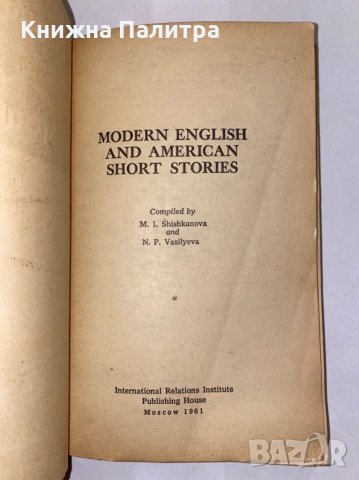 Книжна Палитра
MODERN ENGLISH
AND AMERICAN
SHORT STORIES
Compiled by
M. I. Shishkanova
and
N. P. Vasilyeva
International Relations Institute
Publishing House
Moscow 1961
BAZAR